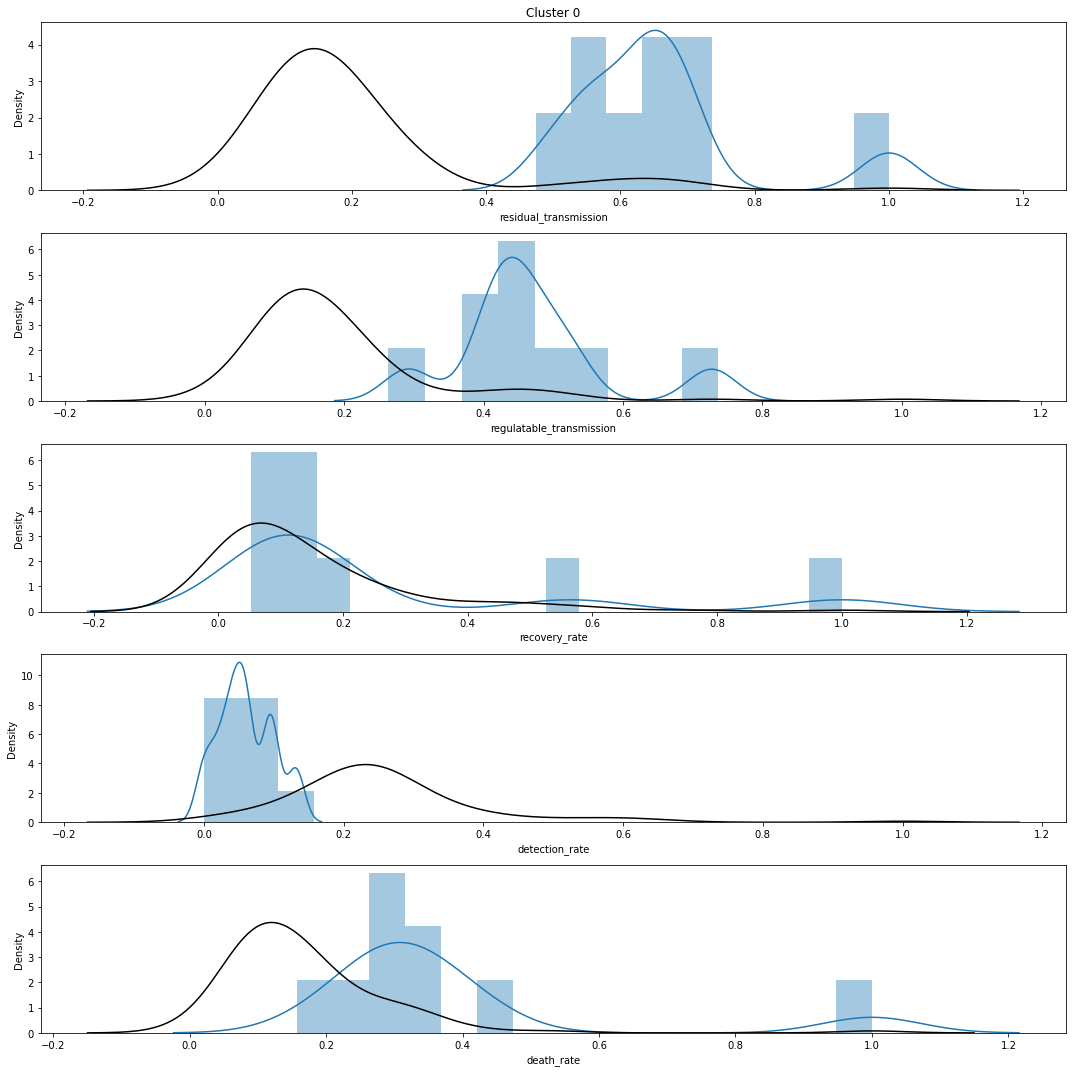 Cluster 0
4
3
2
1
0
Density
−0.2 0.0 0.2 0.4 0.6 0.8 1.0 1.2
residual_transmission
6
5
4
3
2
1
0
Density
−0.2 0.0 0.2 0.4 0.6 0.8 1.0 1.2
regulatable_transmission
6
5
4
3
2
1
0
Density
−0.2 0.0 0.2 0.4 0.6 0.8 1.0 1.2
recovery_rate
10
8
6
4
2
0
Density
−0.2 0.0 0.2 0.4 0.6 0.8 1.0 1.2
detection_rate
6
5
4
3
2
1
0
Density
−0.2 0.0 0.2 0.4 0.6 0.8 1.0 1.2
death_rate